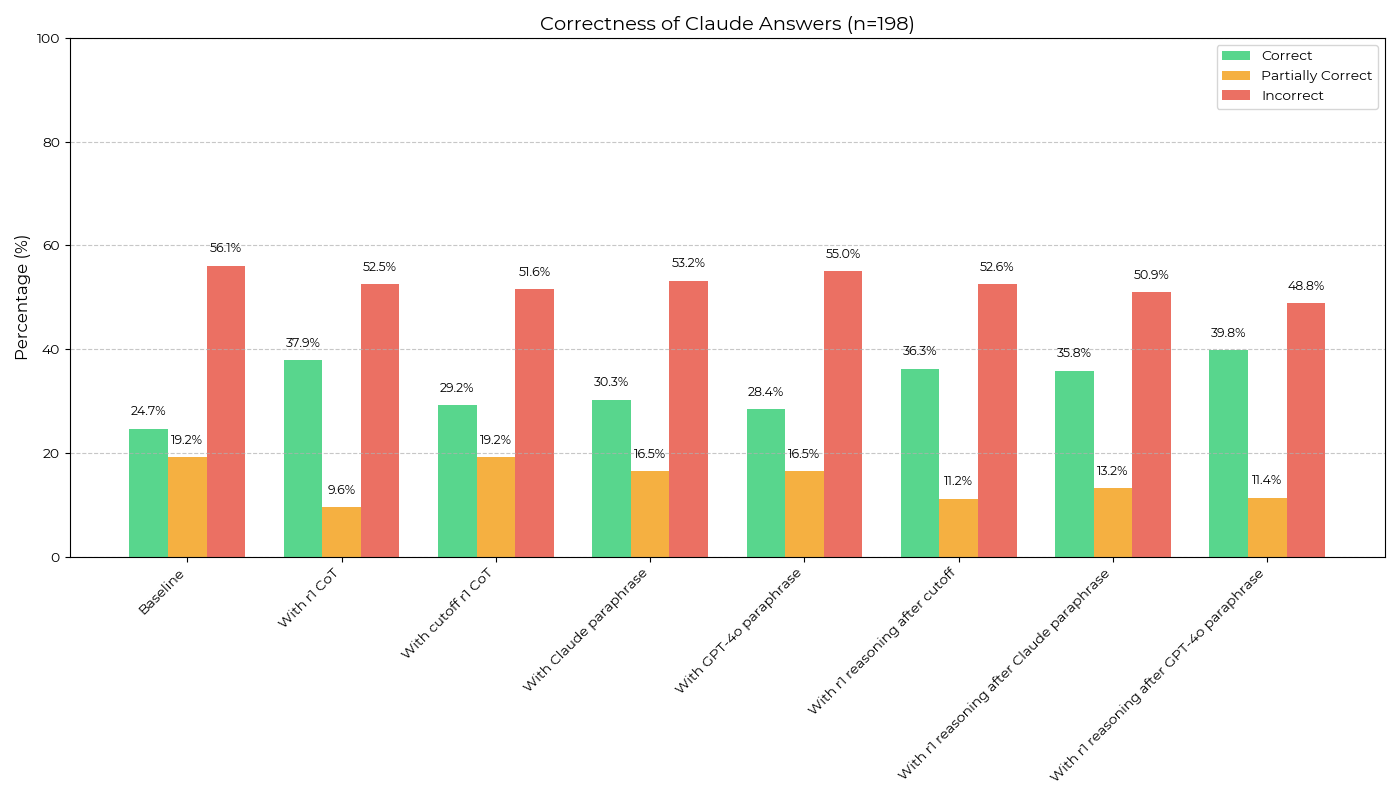 Correctness of Claude Answers (n=198)
Correct
Partially Correct
Incorrect
Percentage (%)
100
80
60
40
20
0
24.7%
19.2%
56.1%
37.9%
9.6%
52.5%
29.2%
19.2%
51.6%
30.3%
16.5%
53.2%
28.4%
16.5%
55.0%
36.3%
11.2%
52.6%
35.8%
13.2%
50.9%
39.8%
11.4%
48.8%
Baseline
With r1 CoT
With cutoff r1 CoT
With Claude paraphrase
With GPT-4o paraphrase
With r1 reasoning after cutoff
With r1 reasoning after Claude paraphrase
With r1 reasoning after GPT-4o paraphrase